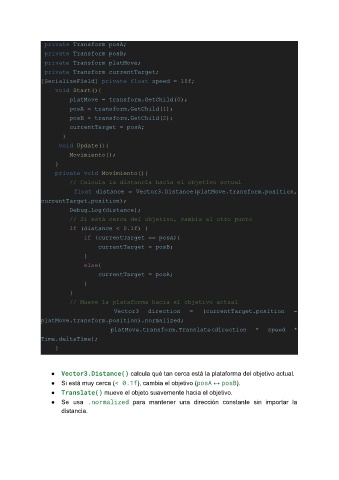 private Transform posA;
private Transform posB;
private Transform platMove;
private Transform currentTarget;
[SerializeField] private float speed = 10f;
void Start(){
platMove = transform.GetChild(0);
posA = transform.GetChild(1);
posB = transform.GetChild(2);
currentTarget = posA;
}
void Update(){
Movimiento();
}
private void Movimiento(){
// Calcula la distancia hacia el objetivo actual
float distance = Vector3.Distance(platMove.transform.position,
currentTarget.position);
Debug.Log(distance);
// Si está cerca del objetivo, cambia al otro punto
if (distance < 0.1f) {
if (currentTarget == posA){
currentTarget = posB;
}
else{
currentTarget = posA;
}
}
// Mueve la plataforma hacia el objetivo actual
Vector3 direction = (currentTarget.position -
platMove.transform.position).normalized;
platMove.transform.Translate(direction * speed *
Time.deltaTime);
}
● Vector3.Distance() calcula qué tan cerca está la plataforma del objetivo actual.
● Si está muy cerca (< 0.1f), cambia el objetivo (posA ↔ posB).
● Translate() mueve el objeto suavemente hacia el objetivo.
● Se usa .normalized para mantener una dirección constante sin importar la
distancia.